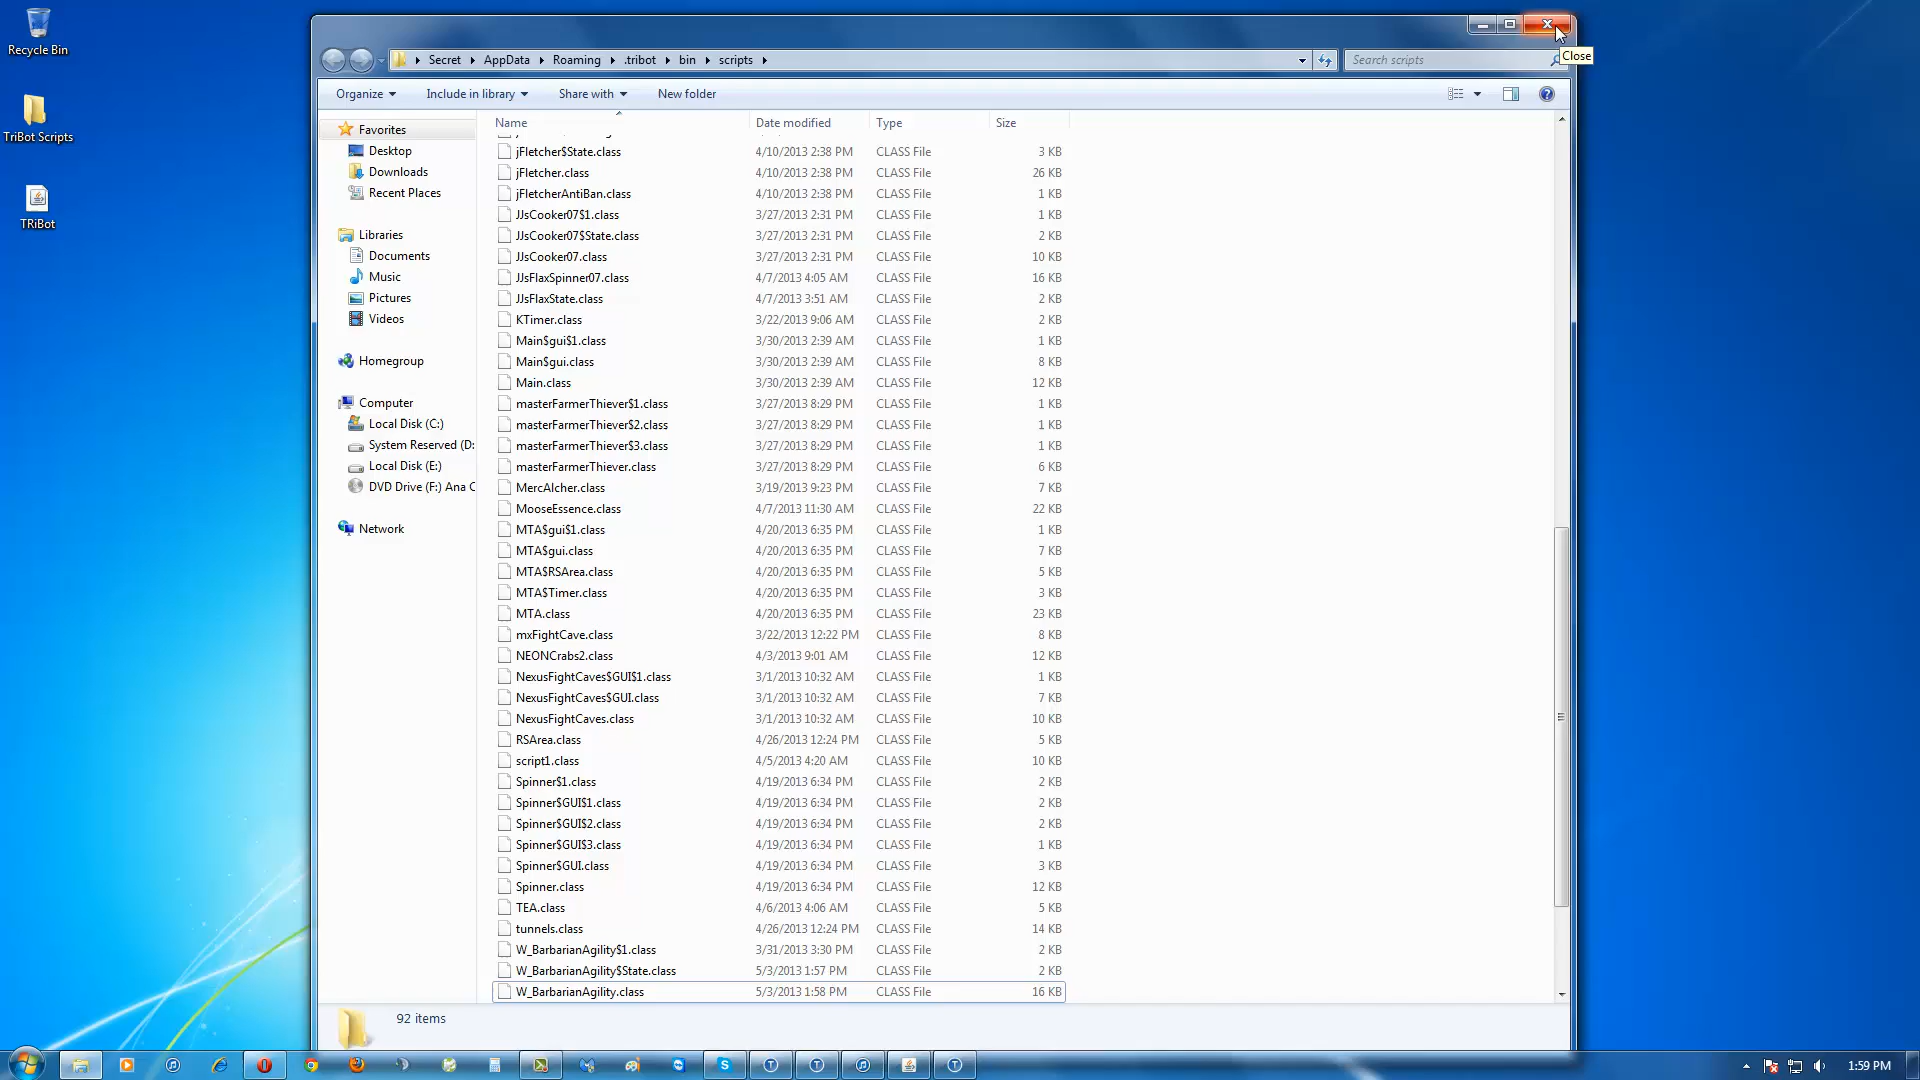 Recycle Bin
TriBot Scripts
TRiBot
Close
Secret AppData Roaming .tribot bin scripts
Search scripts
Organize Include in library Share with New folder
Name Date modified Type Size
Favorites
Desktop
Downloads
Recent Places
Libraries
Documents
Music
Pictures
Videos
Homegroup
Computer
Local Disk (C:)
System Reserved (D:
Local Disk (E:)
DVD Drive (F:) Ana C
Network
jFletcher$State.class 4/10/2013 2:38 PM CLASS File 3 KB
jFletcher.class 4/10/2013 2:38 PM CLASS File 26 KB
jFletcherAntiBan.class 4/10/2013 2:38 PM CLASS File 1 KB
JJsCooker07$1.class 3/27/2013 2:31 PM CLASS File 1 KB
JJsCooker07$State.class 3/27/2013 2:31 PM CLASS File 2 KB
JJsCooker07.class 3/27/2013 2:31 PM CLASS File 10 KB
JJsFlaxSpinner07.class 4/7/2013 4:05 AM CLASS File 16 KB
JJsFlaxState.class 4/7/2013 3:51 AM CLASS File 2 KB
KTimer.class 3/22/2013 9:06 AM CLASS File 2 KB
Main$gui$1.class 3/30/2013 2:39 AM CLASS File 1 KB
Main$gui.class 3/30/2013 2:39 AM CLASS File 8 KB
Main.class 3/30/2013 2:39 AM CLASS File 12 KB
masterFarmerThiever$1.class 3/27/2013 8:29 PM CLASS File 1 KB
masterFarmerThiever$2.class 3/27/2013 8:29 PM CLASS File 1 KB
masterFarmerThiever$3.class 3/27/2013 8:29 PM CLASS File 1 KB
masterFarmerThiever.class 3/27/2013 8:29 PM CLASS File 6 KB
MercAlcher.class 3/19/2013 9:23 PM CLASS File 7 KB
MooseEssence.class 4/7/2013 11:30 AM CLASS File 22 KB
MTA$gui$1.class 4/20/2013 6:35 PM CLASS File 1 KB
MTA$gui.class 4/20/2013 6:35 PM CLASS File 7 KB
MTA$RSArea.class 4/20/2013 6:35 PM CLASS File 5 KB
MTA$Timer.class 4/20/2013 6:35 PM CLASS File 3 KB
MTA.class 4/20/2013 6:35 PM CLASS File 23 KB
mxFightCave.class 3/22/2013 12:22 PM CLASS File 8 KB
NEONCrabs2.class 4/3/2013 9:01 AM CLASS File 12 KB
NexusFightCaves$GUI$1.class 3/1/2013 10:32 AM CLASS File 1 KB
NexusFightCaves$GUI.class 3/1/2013 10:32 AM CLASS File 7 KB
NexusFightCaves.class 3/1/2013 10:32 AM CLASS File 10 KB
RSArea.class 4/26/2013 12:24 PM CLASS File 5 KB
script1.class 4/5/2013 4:20 AM CLASS File 10 KB
Spinner$1.class 4/19/2013 6:34 PM CLASS File 2 KB
Spinner$GUI$1.class 4/19/2013 6:34 PM CLASS File 2 KB
Spinner$GUI$2.class 4/19/2013 6:34 PM CLASS File 2 KB
Spinner$GUI$3.class 4/19/2013 6:34 PM CLASS File 1 KB
Spinner$GUI.class 4/19/2013 6:34 PM CLASS File 3 KB
Spinner.class 4/19/2013 6:34 PM CLASS File 12 KB
TEA.class 4/6/2013 4:06 AM CLASS File 5 KB
tunnels.class 4/26/2013 12:24 PM CLASS File 14 KB
W_BarbarianAgility$1.class 3/31/2013 3:30 PM CLASS File 2 KB
W_BarbarianAgility$State.class 5/3/2013 1:57 PM CLASS File 2 KB
W_BarbarianAgility.class 5/3/2013 1:58 PM CLASS File 16 KB
92 items
1:59 PM